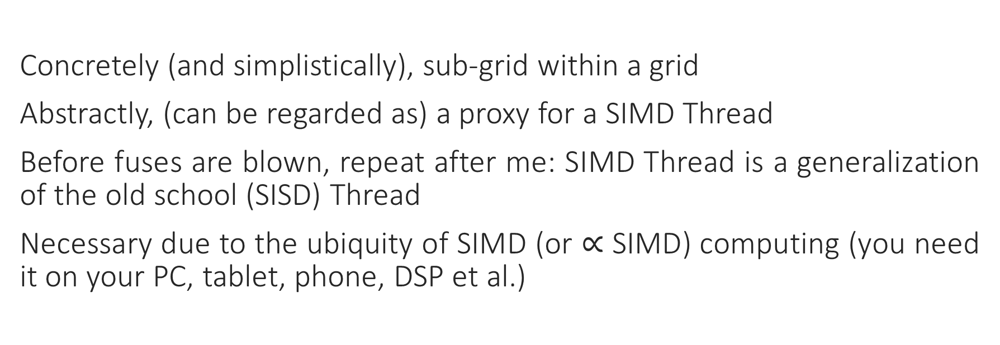 Concretely (and simplistically), sub-grid within a grid
Abstractly, (can be regarded as) a proxy for a SIMD Thread
Before fuses are blown, repeat after me: SIMD Thread is a generalization
of the old school (SISD) Thread
Necessary due to the ubiquity of SIMD (or ∝ SIMD) computing (you need
it on your PC, tablet, phone, DSP et al.)